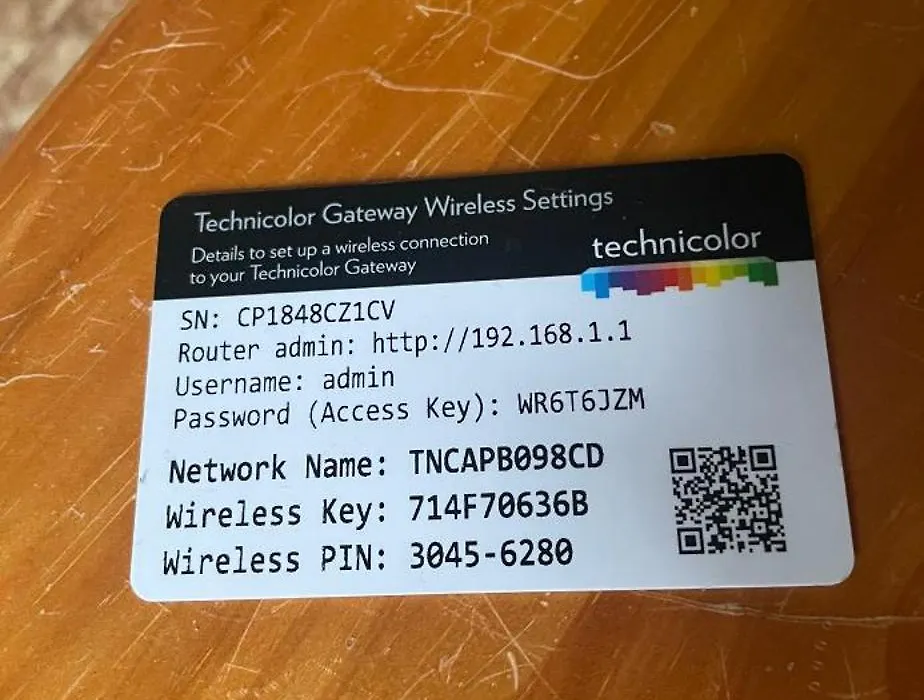 Technicolor Gateway Wireless Settings
Details to set up a wireless connection
to your Technicolor Gateway
technicolor
SN: CP1848CZ1CV
Router admin: http://192.168.1.1
Username: admin
Password (Access Key): WR6T6JZM
Network Name: TNCAPB098CD
Wireless Key: 714F70636B
Wireless PIN: 3045-6280